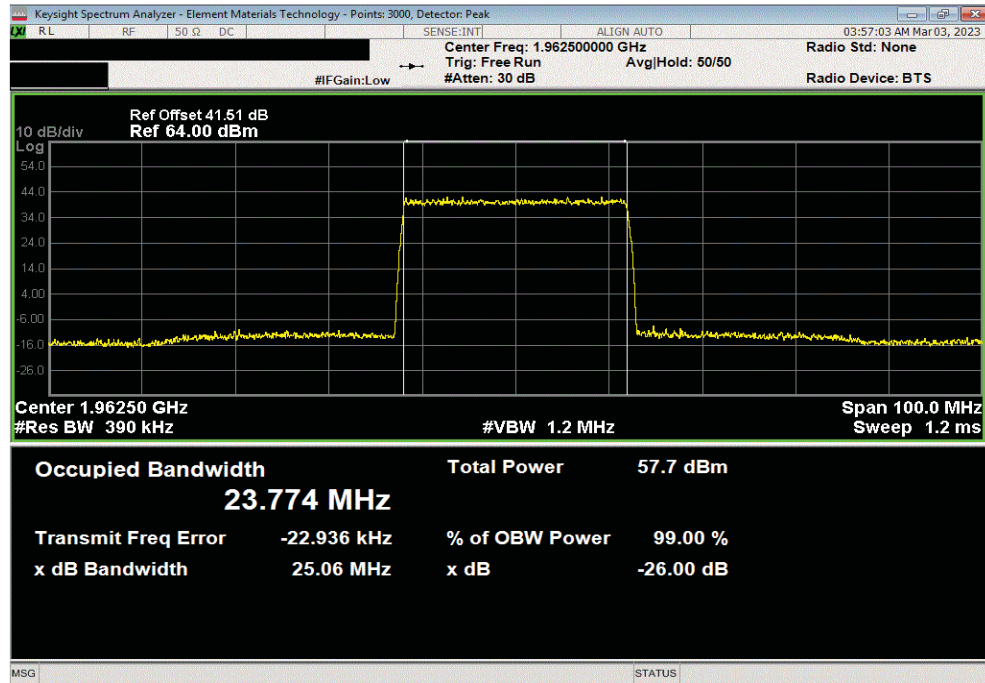 Keysight Spectrum Analyzer - Element Materials Technology - Points: 3000, Detector: Peak
LXI RL RF 50 Ω DC SENSE:INT ALIGN AUTO 03:57:03 AM Mar 03, 2023
Center Freq: 1.962500000 GHz Radio Std: None
Trig: Free Run Avg|Hold: 50/50
#IFGain:Low #Atten: 30 dB Radio Device: BTS
Ref Offset 41.51 dB
10 dB/div Ref 64.00 dBm
Log
54.0
44.0
34.0
24.0
14.0
4.00
-6.00
-16.0
-26.0
Center 1.96250 GHz Span 100.0 MHz
#Res BW 390 kHz #VBW 1.2 MHz Sweep 1.2 ms
Occupied Bandwidth Total Power 57.7 dBm
23.774 MHz
Transmit Freq Error -22.936 kHz % of OBW Power 99.00 %
x dB Bandwidth 25.06 MHz x dB -26.00 dB
MSG STATUS